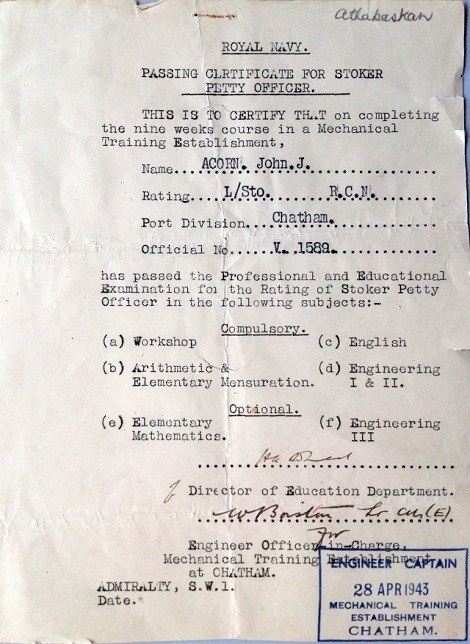 Athabaskan
ROYAL NAVY.
PASSING CLRTIFICATE FOR STOKER
PETTY OFFICER.
THIS IS TO CERTIFY THAT on completing
the nine weeks course in a Mechanical
Training Establishment,
Name....ACORN. John.J.......
Rating....L/Sto.......R.C.N.....
Port Division...Chatham.......
Official No......V. 1589........
has passed the Professional and Educational
Examination for the Rating of Stoker Petty
Officer in the following subjects:-
Compulsory.
(a) Workshop (c) English
(b) Arithmetic & (d) Engineering
Elementary Mensuration. I & II.
Optional.
(e) Elementary (f) Engineering
Mathematics. III
Director of Education Department.
Engineer Officer-in-Charge,
Mechanical Training Establishment
at CHATHAM.
ADMIRALTY, S.W.1.
Date.
ENGINEER CAPTAIN
28 APR 1943
MECHANICAL TRAINING
ESTABLISHMENT
CHATHAM.